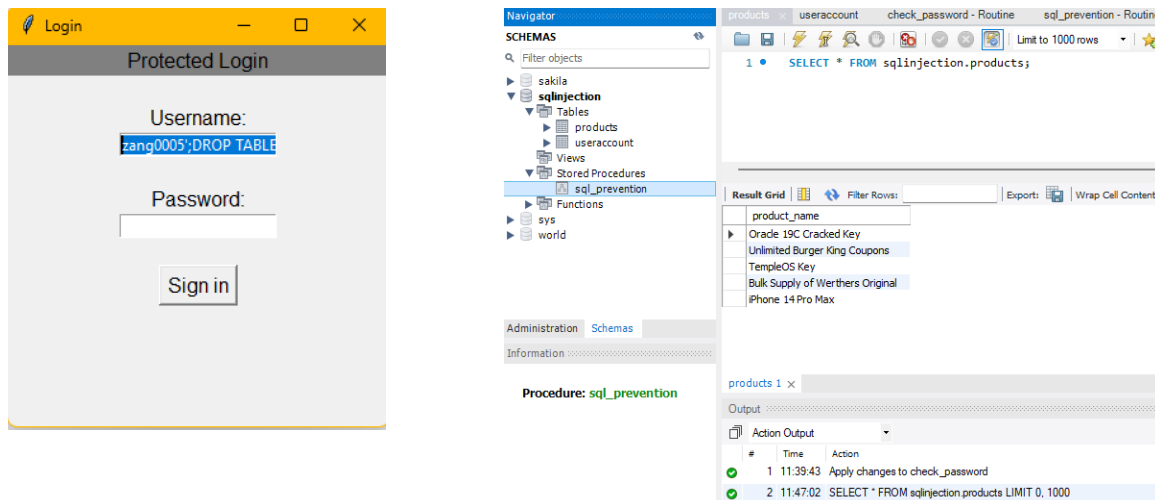 Login
Protected Login
Username:
zang0005';DROP TABLE
Password:
Sign in
Navigator
SCHEMAS
Filter objects
sakila
sqlinjection
Tables
products
useraccount
Views
Stored Procedures
sql_prevention
Functions
sys
world
Administration Schemas
Information
Procedure: sql_prevention
products useraccount check_password - Routine sql_prevention - Routine
Limit to 1000 rows
1 SELECT * FROM sqlinjection.products;
Result Grid Filter Rows: Export: Wrap Cell Content
product_name
Oracle 19C Cracked Key
Unlimited Burger King Coupons
TempleOS Key
Bulk Supply of Werthers Original
iPhone 14 Pro Max
products 1
Output
Action Output
# Time Action
1 11:39:43 Apply changes to check_password
2 11:47:02 SELECT * FROM sqlinjection.products LIMIT 0, 1000